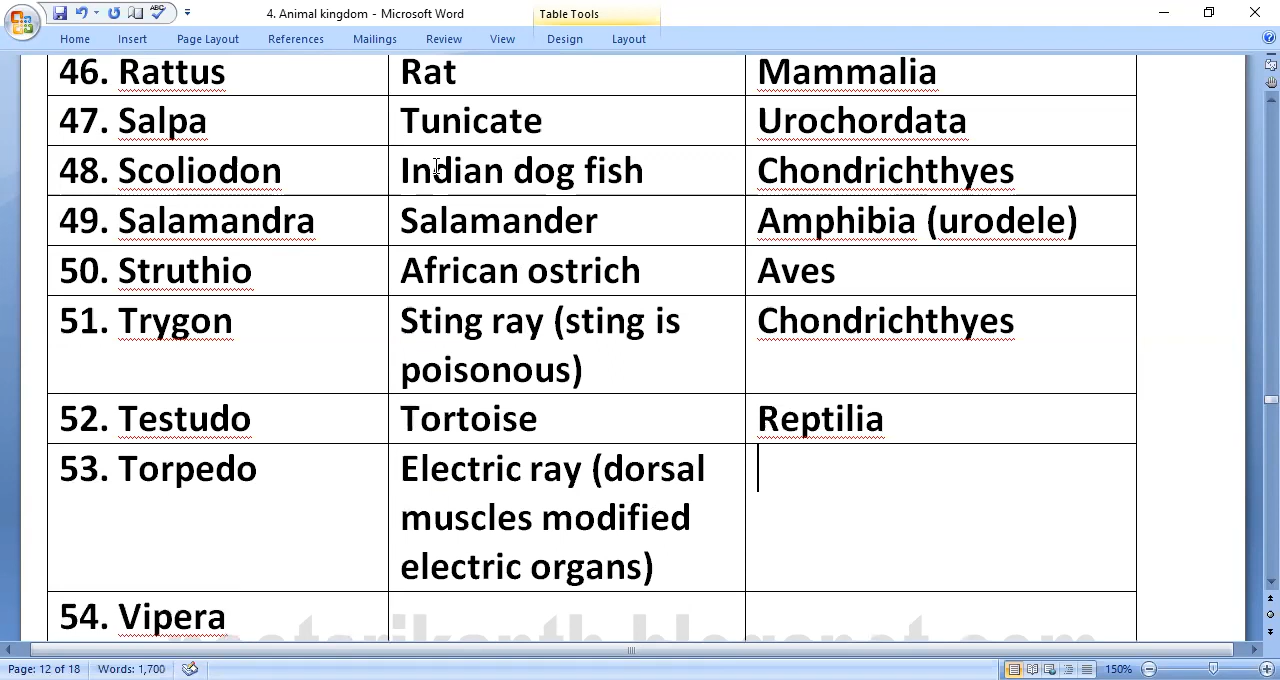 4. Animal kingdom - Microsoft Word
Table Tools
Home Insert Page Layout References Mailings Review View Design Layout
46. Rattus Rat Mammalia
47. Salpa Tunicate Urochordata
48. Scoliodon Indian dog fish Chondrichthyes
49. Salamandra Salamander Amphibia (urodele)
50. Struthio African ostrich Aves
51. Trygon Sting ray (sting is Chondrichthyes
poisonous)
52. Testudo Tortoise Reptilia
53. Torpedo Electric ray (dorsal
muscles modified
electric organs)
54. Vipera
Page: 12 of 18 Words: 1,700 150%